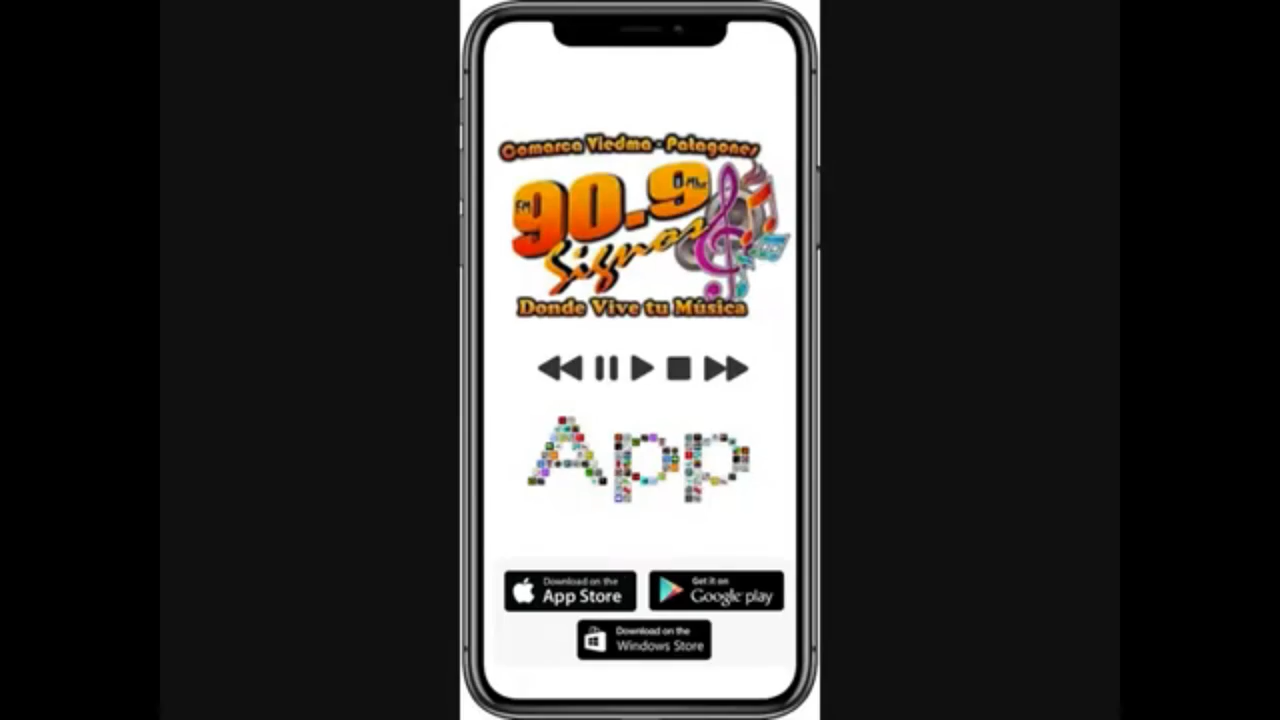 Comarca Viedma - Patagones
FM 90.9 Mhz
Signos
Donde Vive tu Música
App
Download on the
App Store
Get it on
Google play
Download on the
Windows Store